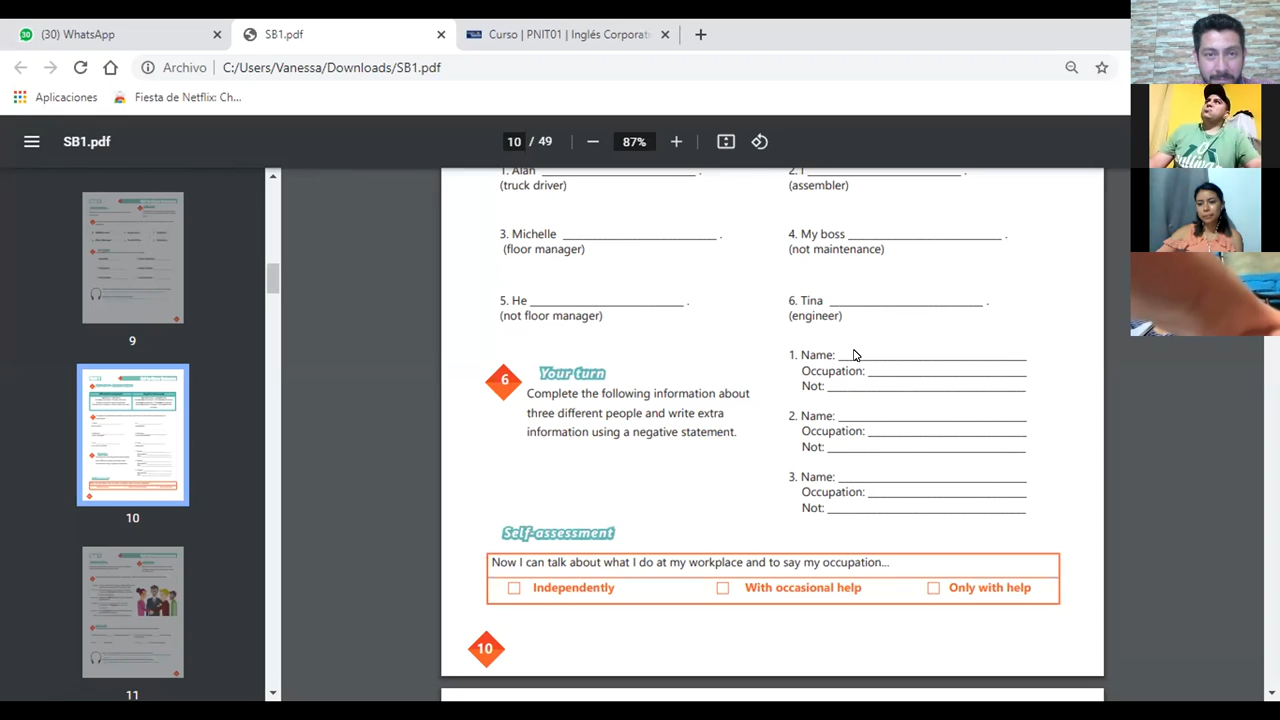 (30) WhatsApp
SB1.pdf
Curso | PNIT01 | Inglés Corporat
Archivo
C:/Users/Vanessa/Downloads/SB1.pdf
Aplicaciones
Fiesta de Netflix: Ch...
SB1.pdf
10 / 49
87%
9
10
11
1. Alan ________________________ .
(truck driver)
2. I ________________________ .
(assembler)
3. Michelle ________________________ .
(floor manager)
4. My boss ________________________ .
(not maintenance)
5. He ________________________ .
(not floor manager)
6. Tina ________________________ .
(engineer)
6
Your turn
Complete the following information about
three different people and write extra
information using a negative statement.
1. Name: ________________________
Occupation: ________________________
Not: ________________________
2. Name: ________________________
Occupation: ________________________
Not: ________________________
3. Name: ________________________
Occupation: ________________________
Not: ________________________
Self-assessment
Now I can talk about what I do at my workplace and to say my occupation...
Independently
With occasional help
Only with help
10